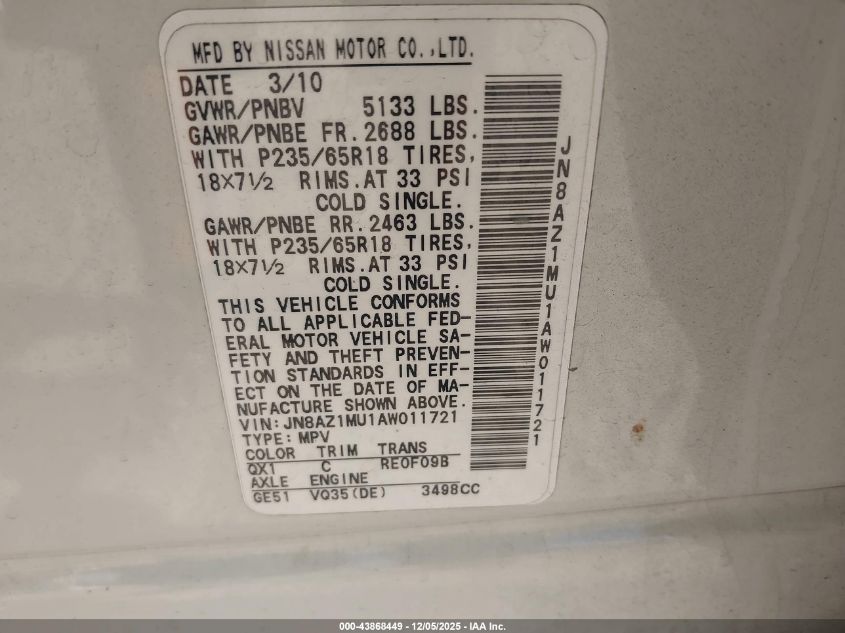 MFD BY NISSAN MOTOR CO.,LTD.
DATE 3/10
GVWR/PNBV 5133 LBS.
GAWR/PNBE FR.2688 LBS.
WITH P235/65R18 TIRES,
18X7½ RIMS.AT 33 PSI
COLD SINGLE.
GAWR/PNBE RR.2463 LBS.
WITH P235/65R18 TIRES,
18X7½ RIMS.AT 33 PSI
COLD SINGLE.
THIS VEHICLE CONFORMS
TO ALL APPLICABLE FED-
ERAL MOTOR VEHICLE SA-
FETY AND THEFT PREVEN-
TION STANDARDS IN EFF-
ECT ON THE DATE OF MA-
NUFACTURE SHOWN ABOVE.
VIN:JN8AZ1MU1AW011721
TYPE:MPV
COLOR TRIM TRANS
QX1 C RE0F09B
AXLE ENGINE
GE51 VQ35(DE) 3498CC
JN8AZ1MU1AW011721
000-43868449 - 12/05/2025 - IAA Inc.